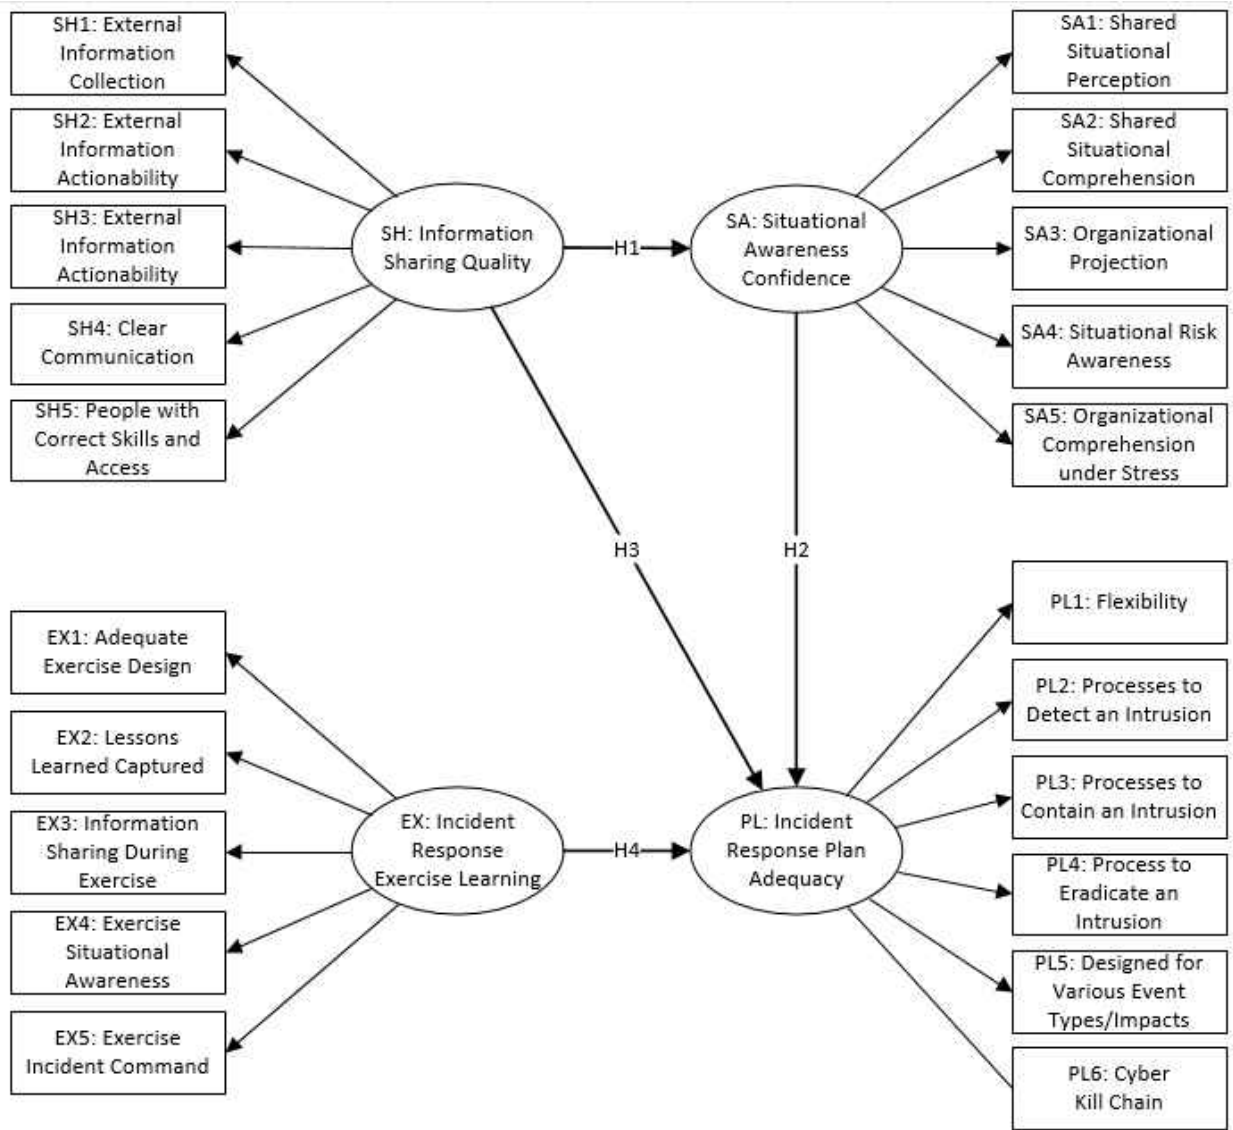 SH1: External
Information
Collection
SH2: External
Information
Actionability
SH3: External
Information
Actionability
SH4: Clear
Communication
SH5: People with
Correct Skills and
Access
SH: Information
Sharing Quality
H1
SA: Situational
Awareness
Confidence
SA1: Shared
Situational
Perception
SA2: Shared
Situational
Comprehension
SA3: Organizational
Projection
SA4: Situational Risk
Awareness
SA5: Organizational
Comprehension
under Stress
H3
H2
EX1: Adequate
Exercise Design
EX2: Lessons
Learned Captured
EX3: Information
Sharing During
Exercise
EX4: Exercise
Situational
Awareness
EX5: Exercise
Incident Command
EX: Incident
Response
Exercise Learning
H4
PL: Incident
Response Plan
Adequacy
PL1: Flexibility
PL2: Processes to
Detect an Intrusion
PL3: Processes to
Contain an Intrusion
PL4: Process to
Eradicate an
Intrusion
PL5: Designed for
Various Event
Types/Impacts
PL6: Cyber
Kill Chain